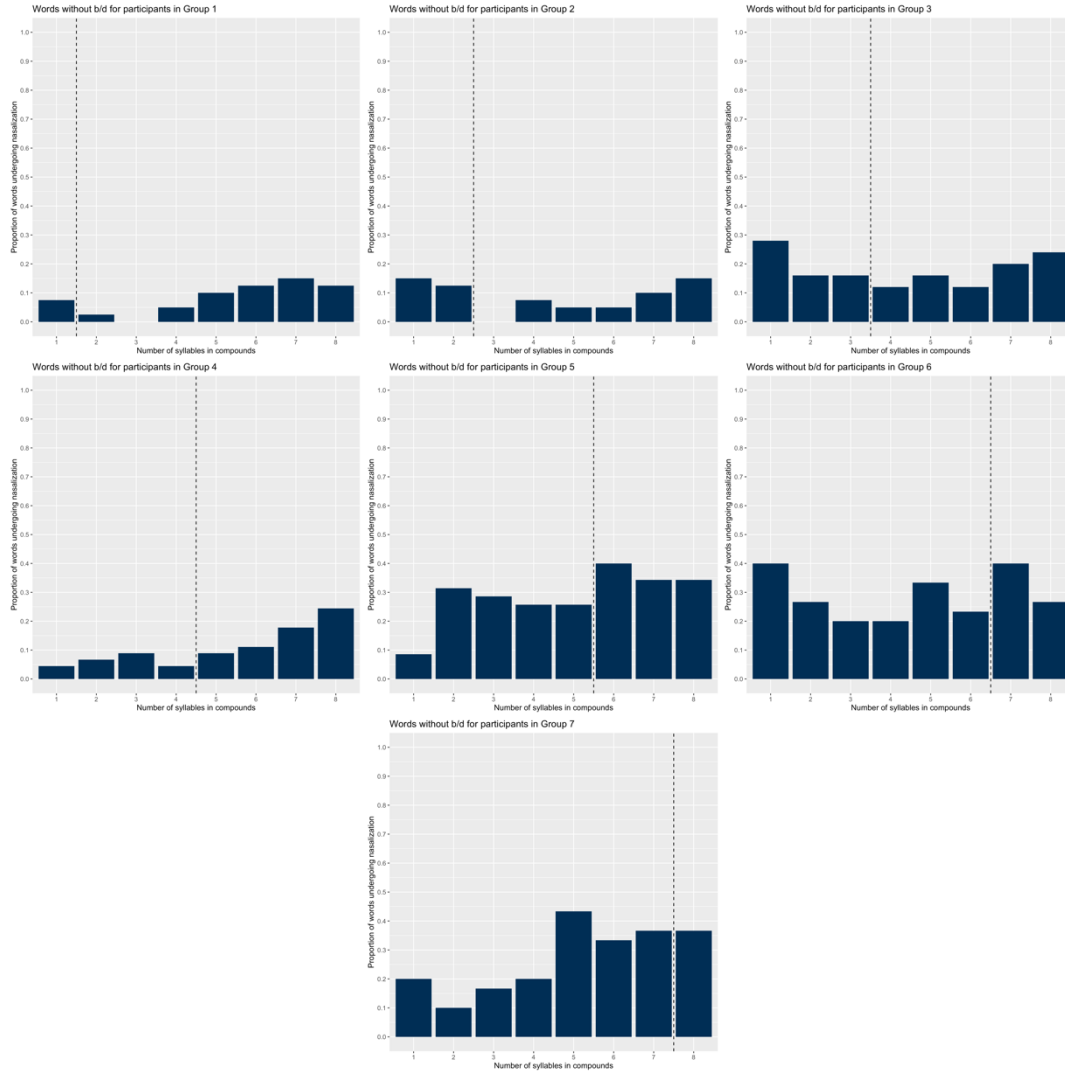 Words without b/d for participants in Group 1
Proportion of words undergoing nasalization
1.0
0.9
0.8
0.7
0.6
0.5
0.4
0.3
0.2
0.1
0.0
1 2 3 4 5 6 7 8
Number of syllables in compounds
Words without b/d for participants in Group 2
Proportion of words undergoing nasalization
1.0
0.9
0.8
0.7
0.6
0.5
0.4
0.3
0.2
0.1
0.0
1 2 3 4 5 6 7 8
Number of syllables in compounds
Words without b/d for participants in Group 3
Proportion of words undergoing nasalization
1.0
0.9
0.8
0.7
0.6
0.5
0.4
0.3
0.2
0.1
0.0
1 2 3 4 5 6 7 8
Number of syllables in compounds
Words without b/d for participants in Group 4
Proportion of words undergoing nasalization
1.0
0.9
0.8
0.7
0.6
0.5
0.4
0.3
0.2
0.1
0.0
1 2 3 4 5 6 7 8
Number of syllables in compounds
Words without b/d for participants in Group 5
Proportion of words undergoing nasalization
1.0
0.9
0.8
0.7
0.6
0.5
0.4
0.3
0.2
0.1
0.0
1 2 3 4 5 6 7 8
Number of syllables in compounds
Words without b/d for participants in Group 6
Proportion of words undergoing nasalization
1.0
0.9
0.8
0.7
0.6
0.5
0.4
0.3
0.2
0.1
0.0
1 2 3 4 5 6 7 8
Number of syllables in compounds
Words without b/d for participants in Group 7
Proportion of words undergoing nasalization
1.0
0.9
0.8
0.7
0.6
0.5
0.4
0.3
0.2
0.1
0.0
1 2 3 4 5 6 7 8
Number of syllables in compounds